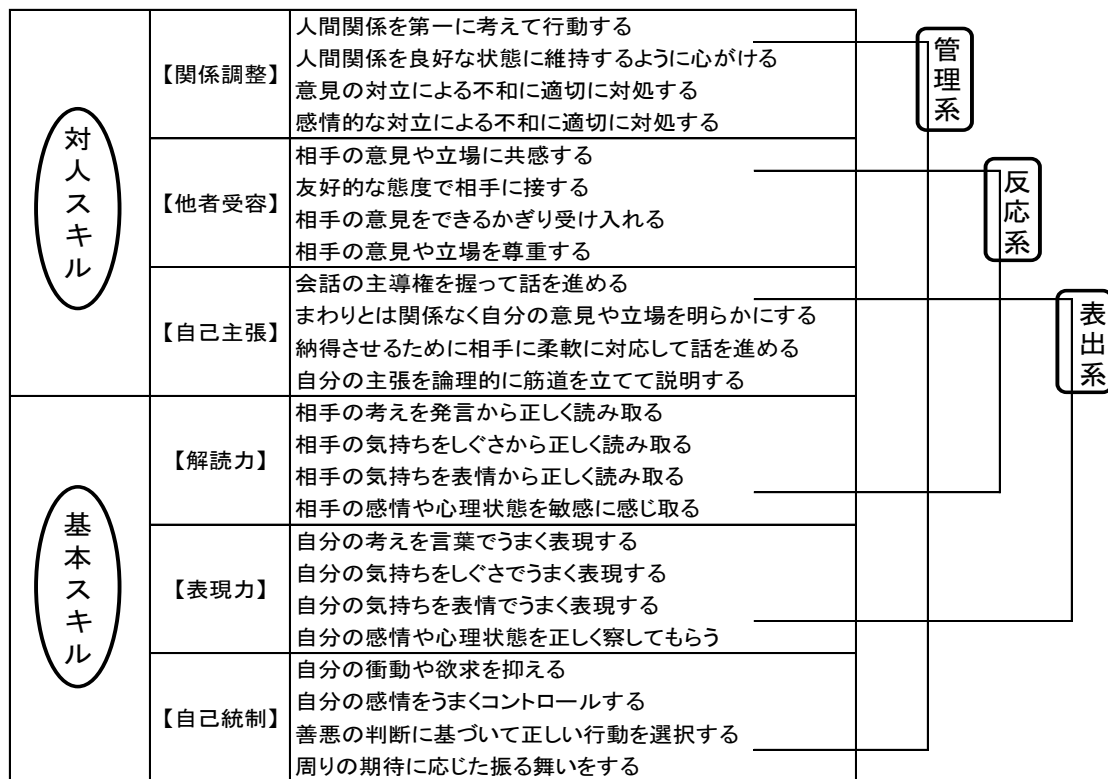 対人スキル
【関係調整】
人間関係を第一に考えて行動する
人間関係を良好な状態に維持するように心がける
意見の対立による不和に適切に対処する
感情的な対立による不和に適切に対処する
【他者受容】
相手の意見や立場に共感する
友好的な態度で相手に接する
相手の意見をできるかぎり受け入れる
相手の意見や立場を尊重する
【自己主張】
会話の主導権を握って話を進める
まわりとは関係なく自分の意見や立場を明らかにする
納得させるために相手に柔軟に対応して話を進める
自分の主張を論理的に筋道を立てて説明する
基本スキル
【解読力】
相手の考えを発言から正しく読み取る
相手の気持ちをしぐさから正しく読み取る
相手の気持ちを表情から正しく読み取る
相手の感情や心理状態を敏感に感じ取る
【表現力】
自分の考えを言葉でうまく表現する
自分の気持ちをしぐさでうまく表現する
自分の気持ちを表情でうまく表現する
自分の感情や心理状態を正しく察してもらう
【自己統制】
自分の衝動や欲求を抑える
自分の感情をうまくコントロールする
善悪の判断に基づいて正しい行動を選択する
周りの期待に応じた振る舞いをする
管理系
反応系
表出系